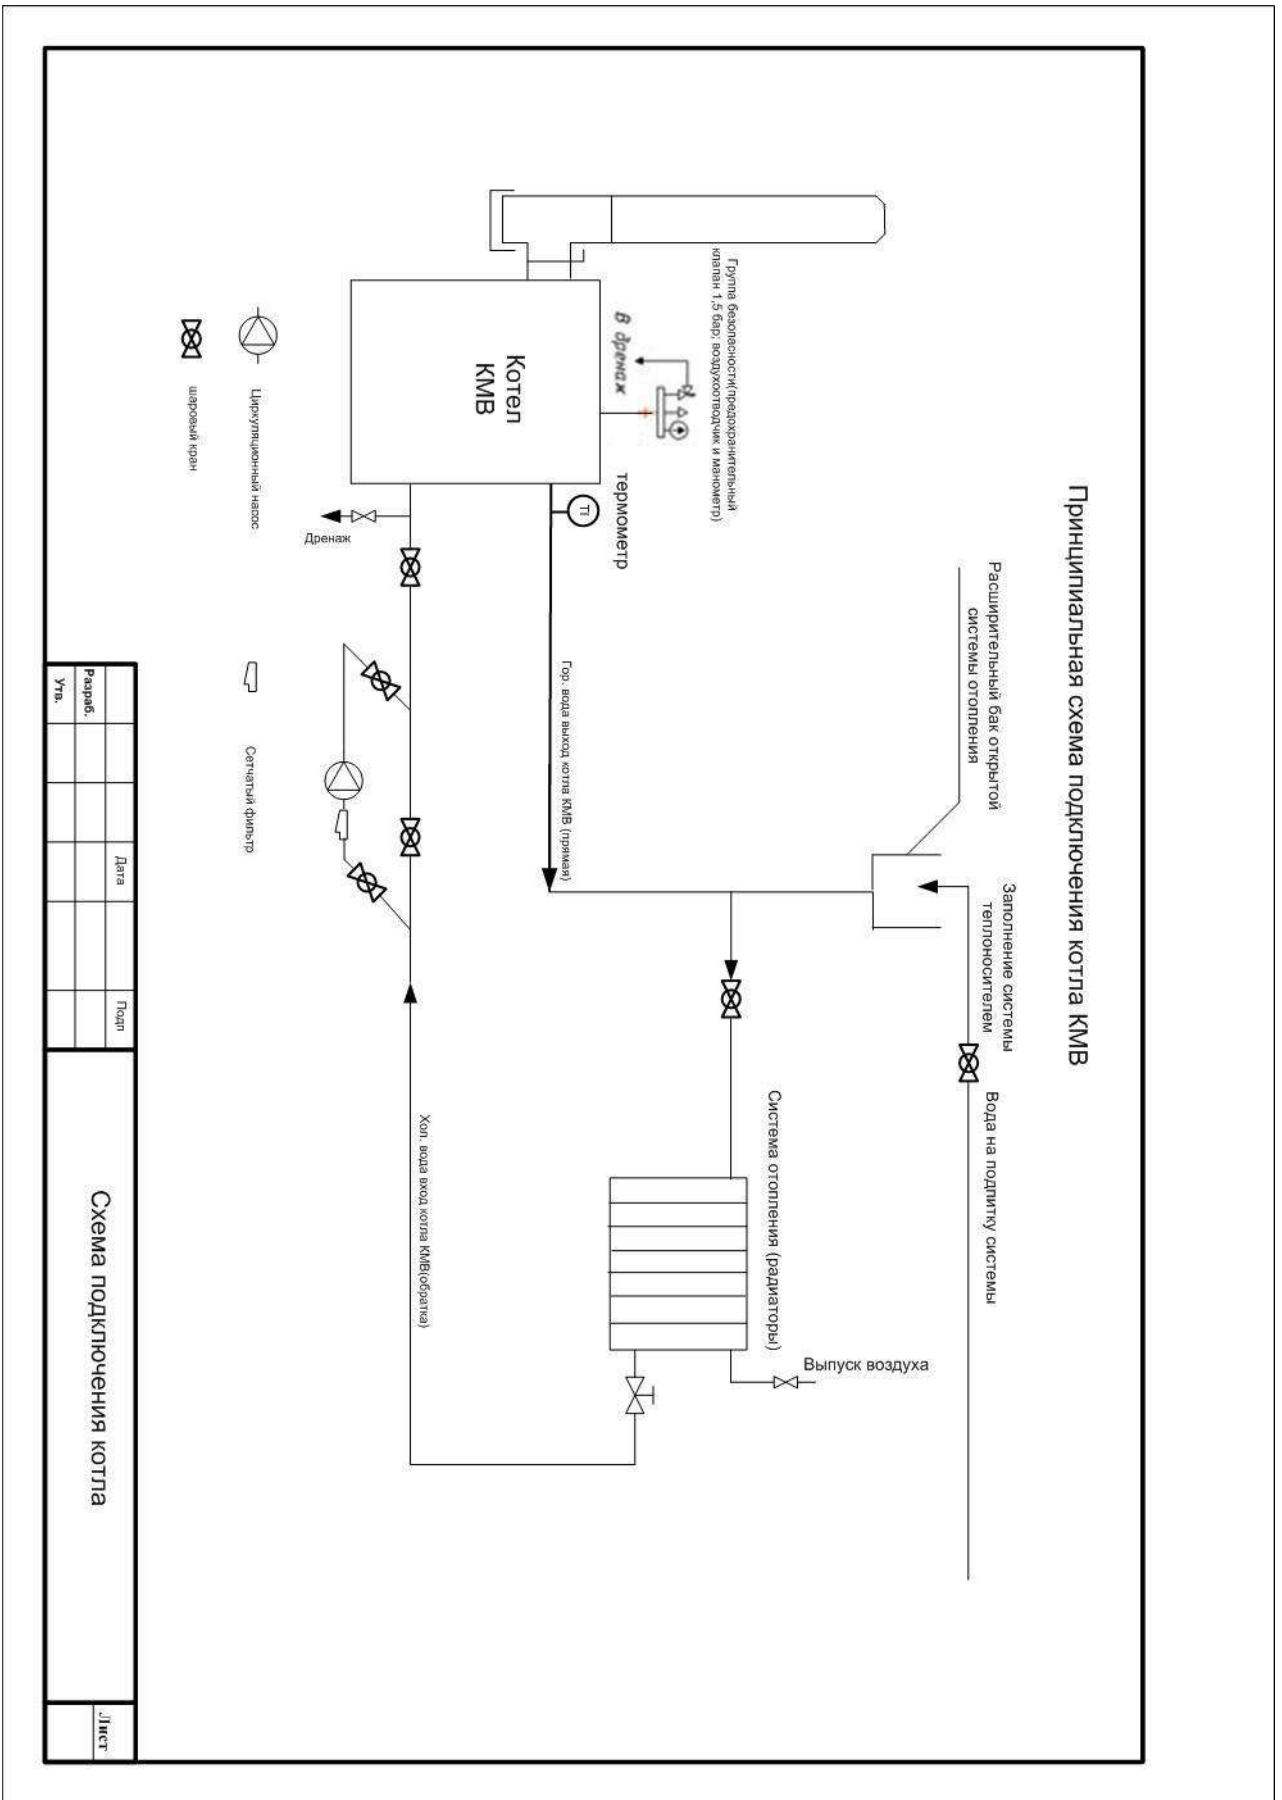 Принципиальная схема подключения котла КМВ
Расширительный бак открытой
системы отопления
Заполнение системы
теплоносителем
Вода на подпитку системы
Группа безопасности(предохранительный
клапан 1,5 бар; воздухоотводчик и манометр)
В дренаж
термометр
TT
Котел
КМВ
Гор. вода выход котла КМВ (прямая)
Система отопления (радиаторы)
Выпуск воздуха
Дренаж
Хол. вода вход котла КМВ(обратка)
Циркуляционный насос
шаровый кран
Сетчатый фильтр
Дата
Подп
Разраб.
Утв.
Схема подключения котла
Лист